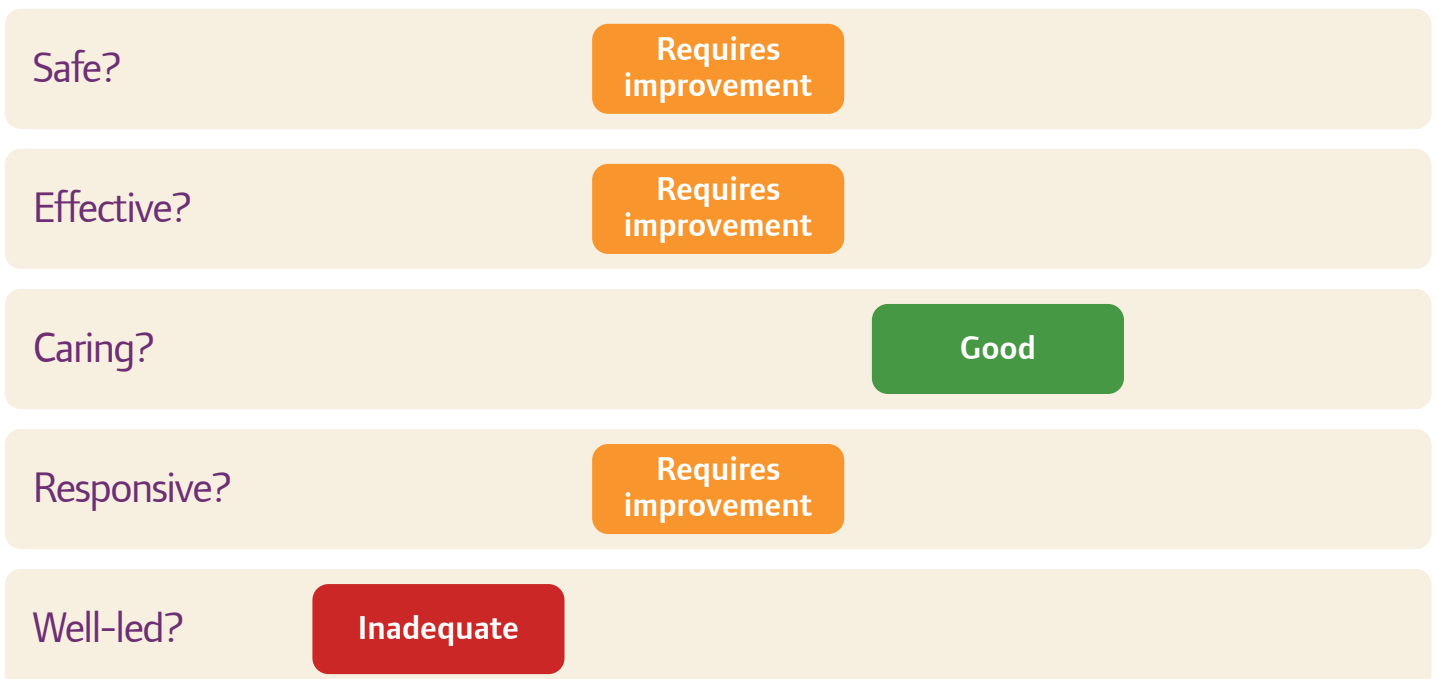 Safe?
Requires
improvement
Effective?
Requires
improvement
Caring?
Good
Responsive?
Requires
improvement
Well-led?
Inadequate